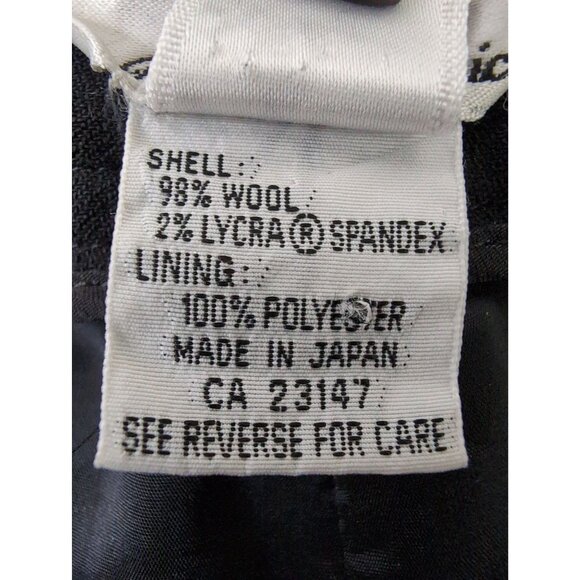 SHELL:
98% WOOL
2% LYCRA® SPANDEX
LINING:
100% POLYESTER
MADE IN JAPAN
CA 23147
SEE REVERSE FOR CARE